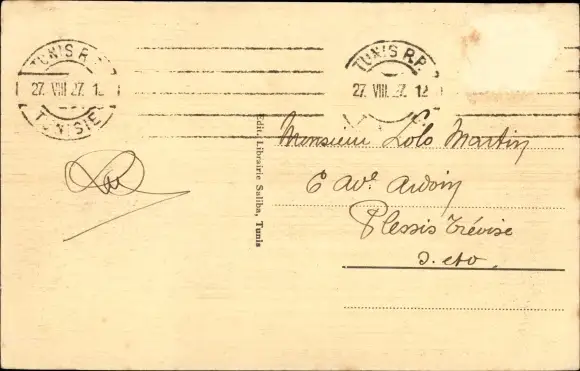 TUNIS R.P.
27. VIII 27. 12
TUNISIE
TUNIS R.P.
27. VIII 27. 12
Edit. Librairie Saliba, Tunis
Monsieur Lolo Martin
6 Ave. Ardoin
Plessis Trévise
S. et O.